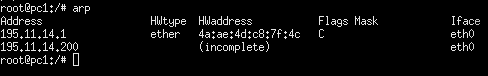 root@pc1:/# arp
Address HWtype HWaddress Flags Mask Iface
195.11.14.1 ether 4a:ae:4d:c8:7f:4c C eth0
195.11.14.200 (incomplete) eth0
root@pc1:/#